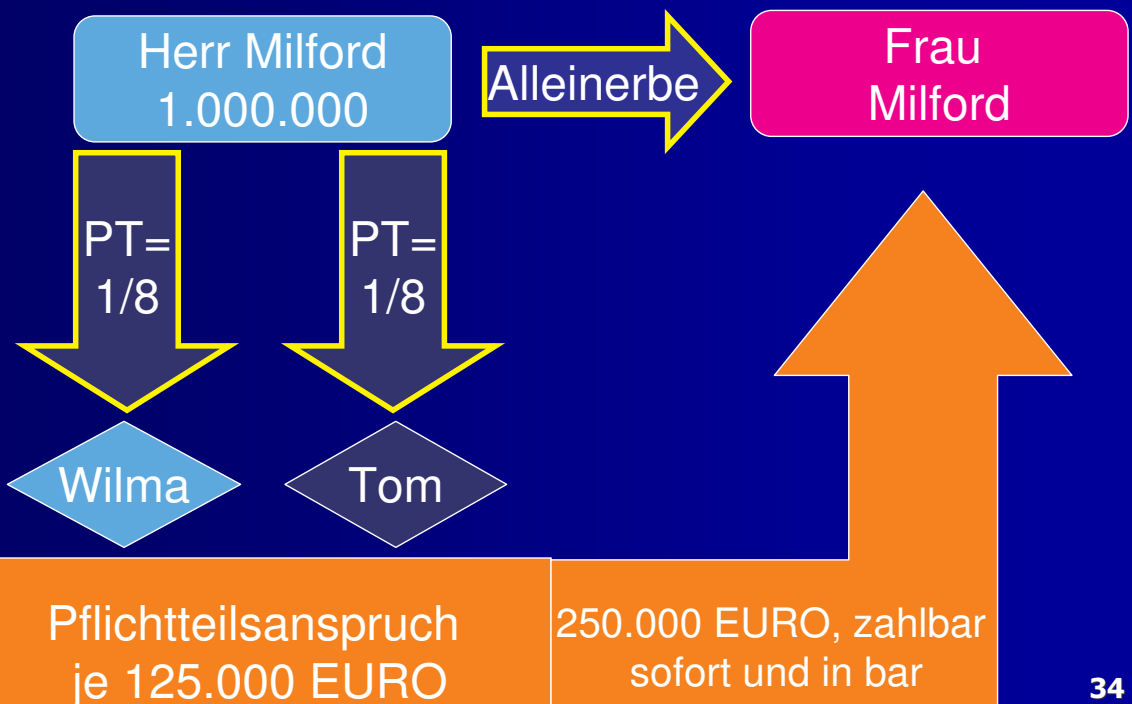 Herr Milford
1.000.000
Alleinerbe
Frau
Milford
PT=
1/8
PT=
1/8
Wilma
Tom
Pflichtteilsanspruch
je 125.000 EURO
250.000 EURO, zahlbar
sofort und in bar
34